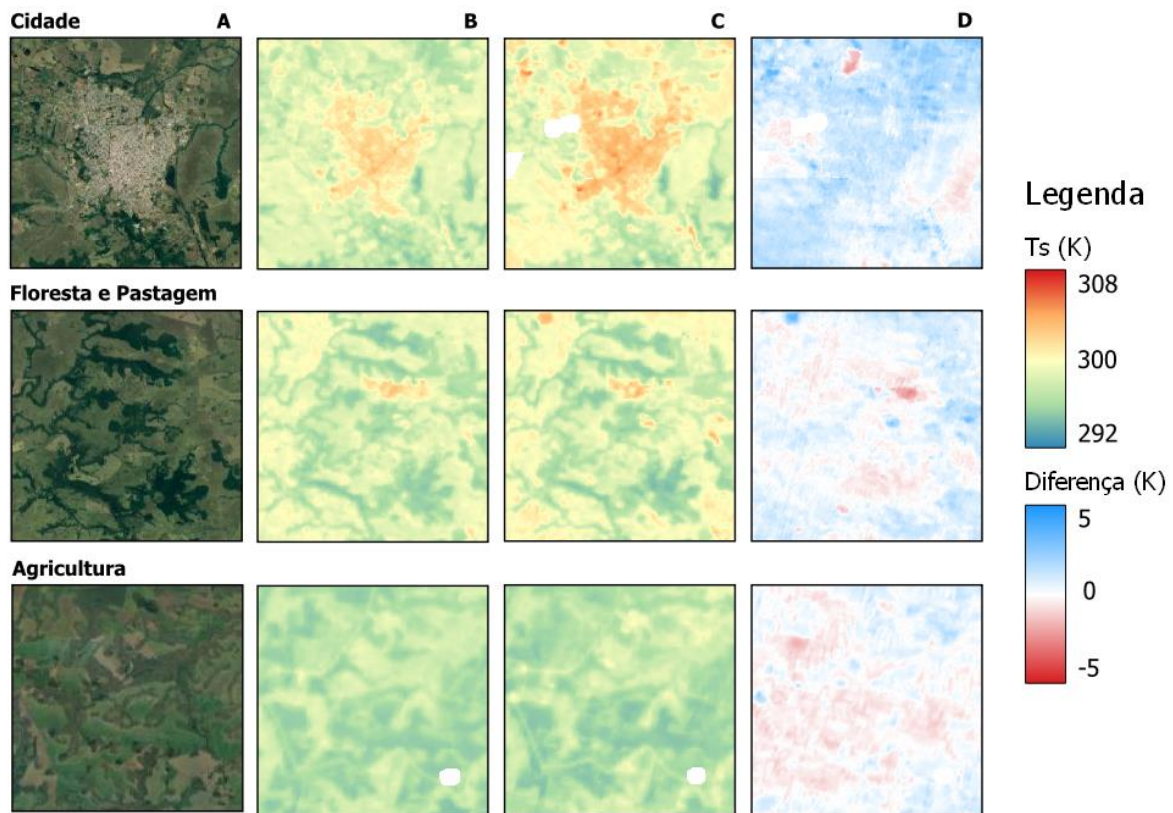 Cidade A B C D
Floresta e Pastagem
Agricultura
Legenda
Ts (K)
308
300
292
Diferença (K)
5
0
-5